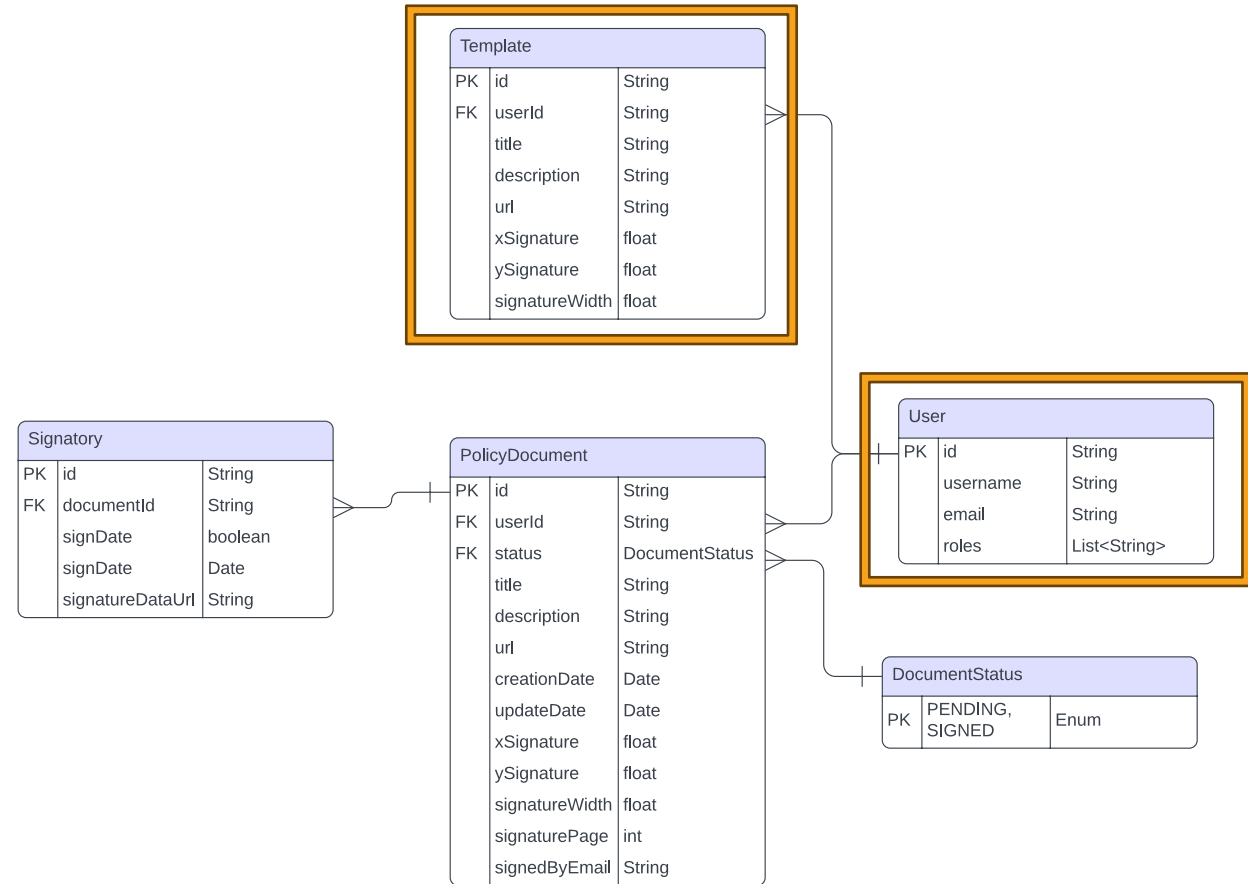 Template
PK id String
FK userId String
title String
description String
url String
xSignature float
ySignature float
signatureWidth float
Signatory
PK id String
FK documentId String
signDate boolean
signDate Date
signatureDataUrl String
PolicyDocument
PK id String
FK userId String
FK status DocumentStatus
title String
description String
url String
creationDate Date
updateDate Date
xSignature float
ySignature float
signatureWidth float
signaturePage int
signedByEmail String
User
PK id String
username String
email String
roles List<String>
DocumentStatus
PK PENDING, Enum
SIGNED